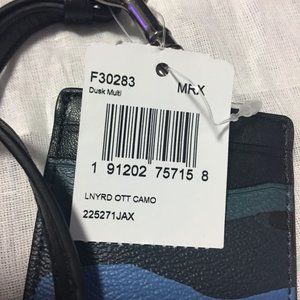 F30283 MRX
Dusk Multi
1 91202 75715 8
LNYRD OTT CAMO
225271JAX